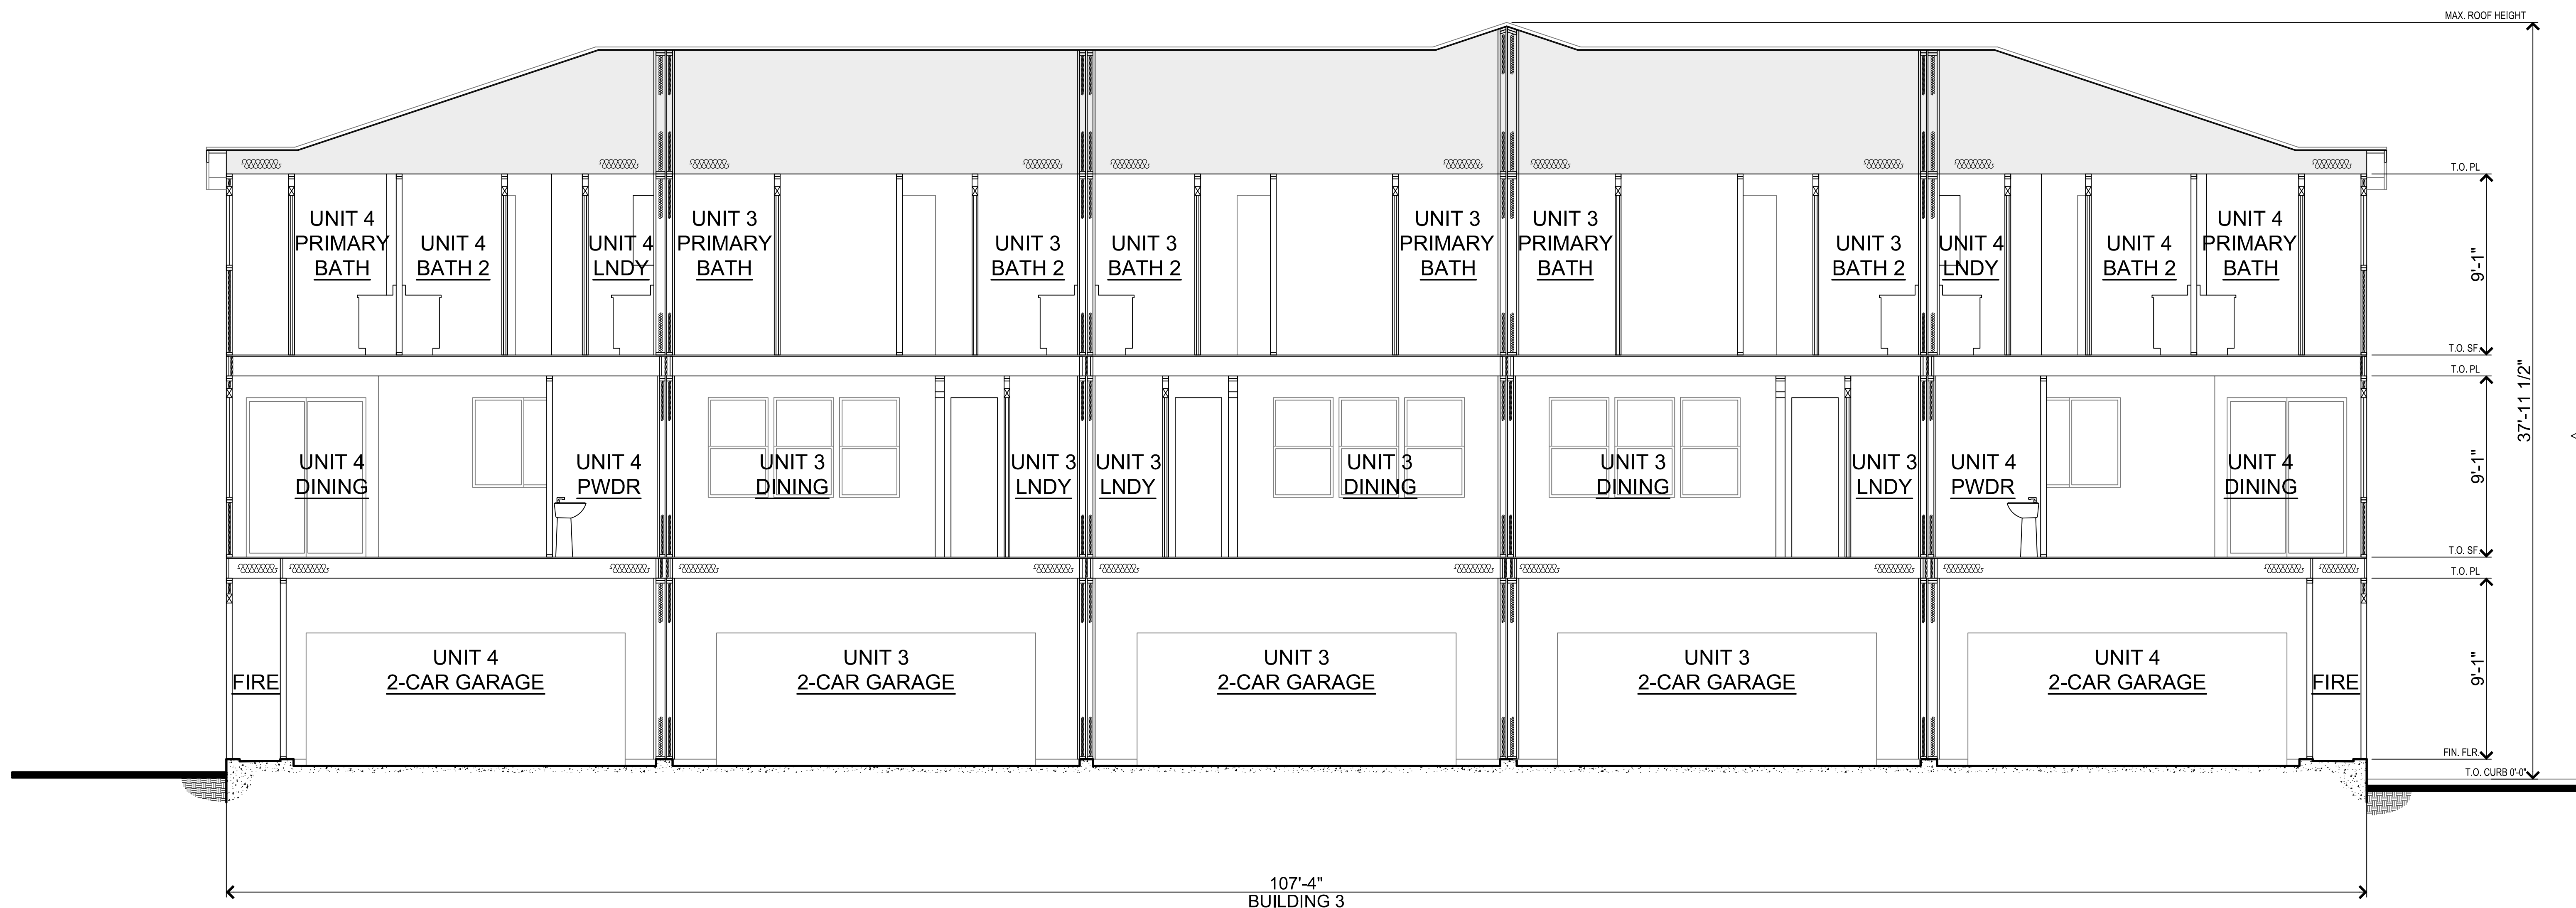 MAX. ROOF HEIGHT
T.O. PL
UNIT 4
PRIMARY
BATH
UNIT 4
BATH 2
UNIT 4
LNDY
UNIT 3
PRIMARY
BATH
UNIT 3
BATH 2
UNIT 3
BATH 2
UNIT 3
PRIMARY
BATH
UNIT 3
PRIMARY
BATH
UNIT 3
BATH 2
UNIT 4
LNDY
UNIT 4
BATH 2
UNIT 4
PRIMARY
BATH
9'-1"
T.O. SF.
T.O. PL
37'-11 1/2"
UNIT 4
DINING
UNIT 4
PWDR
UNIT 3
DINING
UNIT 3
LNDY
UNIT 3
LNDY
UNIT 3
DINING
UNIT 3
DINING
UNIT 3
LNDY
UNIT 4
PWDR
UNIT 4
DINING
9'-1"
T.O. SF.
T.O. PL
FIRE
UNIT 4
2-CAR GARAGE
UNIT 3
2-CAR GARAGE
UNIT 3
2-CAR GARAGE
UNIT 3
2-CAR GARAGE
UNIT 4
2-CAR GARAGE
FIRE
9'-1"
FIN. FLR.
T.O. CURB 0'-0"
107'-4"
BUILDING 3